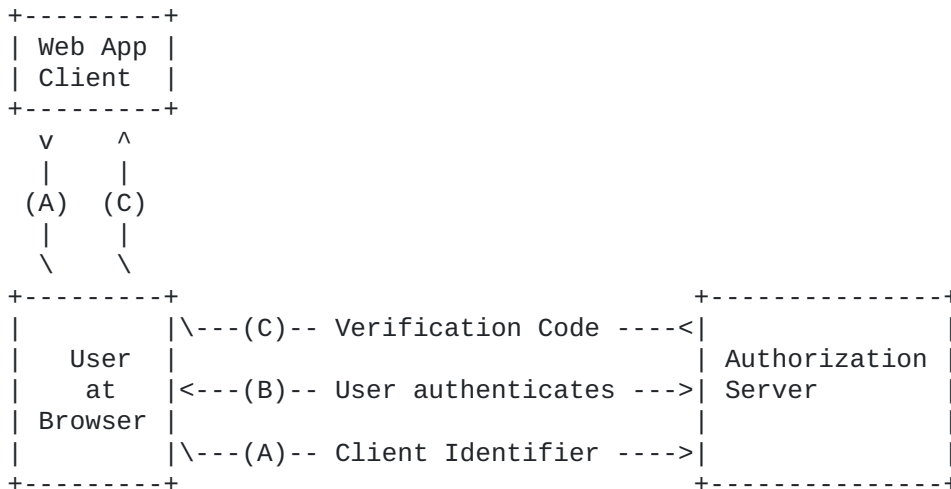 +---------+
| Web App |
| Client  |
+---------+
  v     ^
  |     |
 (A)   (C)
  |     |
  \     \
+---------+                                +---------------+
|         |\---(C)-- Verification Code ----<|               |
|   User  |                                | Authorization |
|    at   |<---(B)-- User authenticates --->| Server        |
| Browser |                                |               |
|         |\---(A)-- Client Identifier ---->|               |
+---------+                                +---------------+